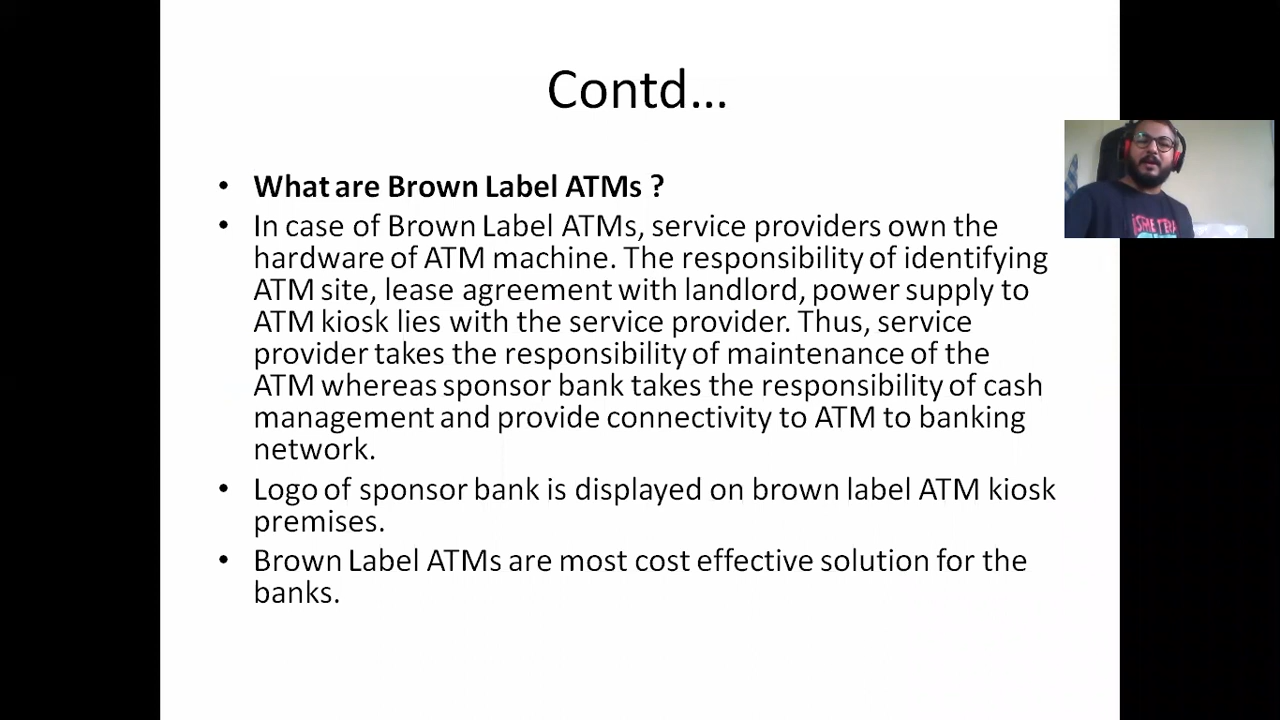 Contd...
• What are Brown Label ATMs ?
• In case of Brown Label ATMs, service providers own the
hardware of ATM machine. The responsibility of identifying
ATM site, lease agreement with landlord, power supply to
ATM kiosk lies with the service provider. Thus, service
provider takes the responsibility of maintenance of the
ATM whereas sponsor bank takes the responsibility of cash
management and provide connectivity to ATM to banking
network.
• Logo of sponsor bank is displayed on brown label ATM kiosk
premises.
• Brown Label ATMs are most cost effective solution for the
banks.